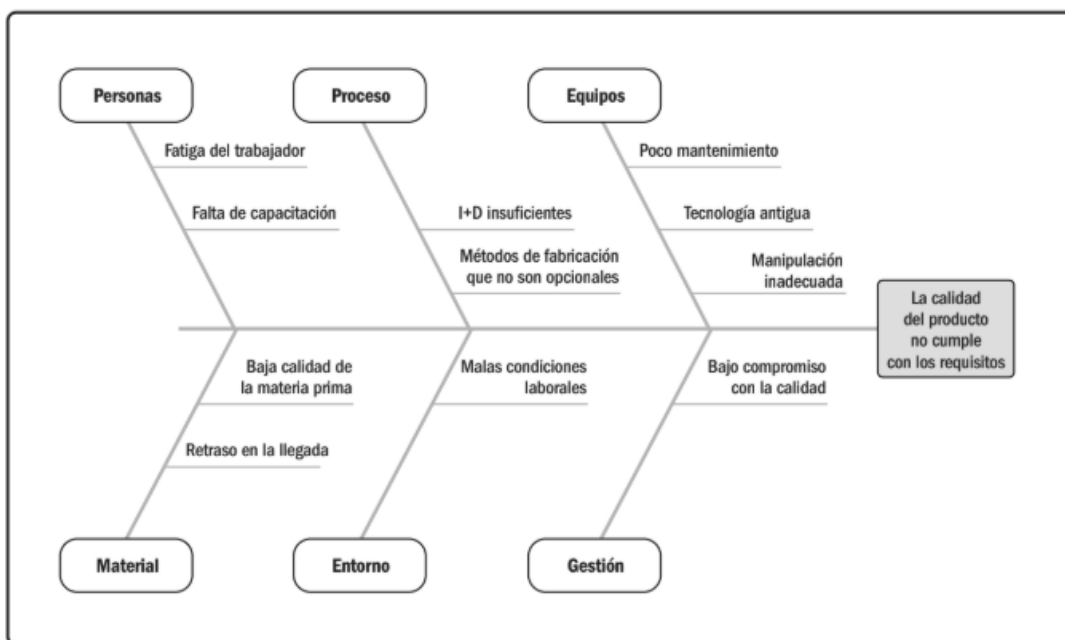 Personas
Proceso
Equipos
Fatiga del trabajador
Poco mantenimiento
Falta de capacitación
I+D insuficientes
Tecnología antigua
Métodos de fabricación
que no son opcionales
Manipulación
inadecuada
La calidad
del producto
no cumple
con los requisitos
Baja calidad de
la materia prima
Malas condiciones
laborales
Bajo compromiso
con la calidad
Retraso en la llegada
Material
Entorno
Gestión